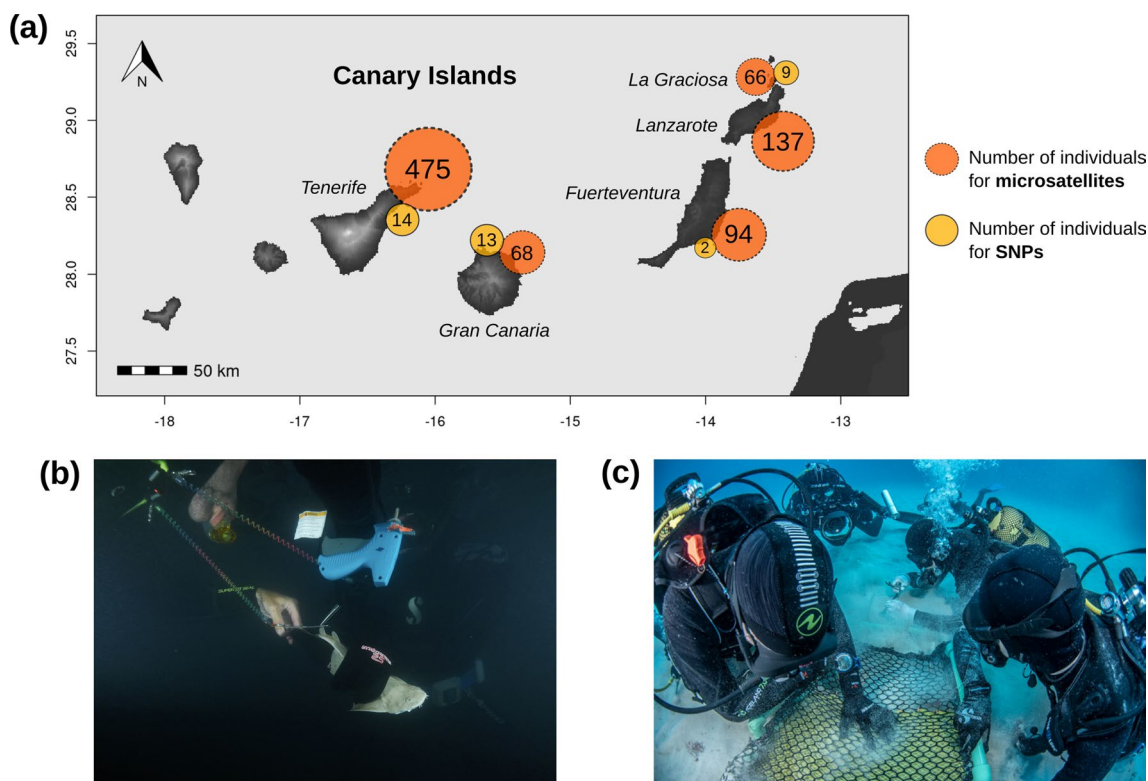 (a)
29.5
29.0
28.5
28.0
27.5
N
Canary Islands
La Graciosa
66
9
Lanzarote
137
475
Tenerife
14
Fuerteventura
94
2
13
68
Gran Canaria
50 km
-18
-17
-16
-15
-14
-13
Number of individuals
for microsatellites
Number of individuals
for SNPs
(b)
(c)